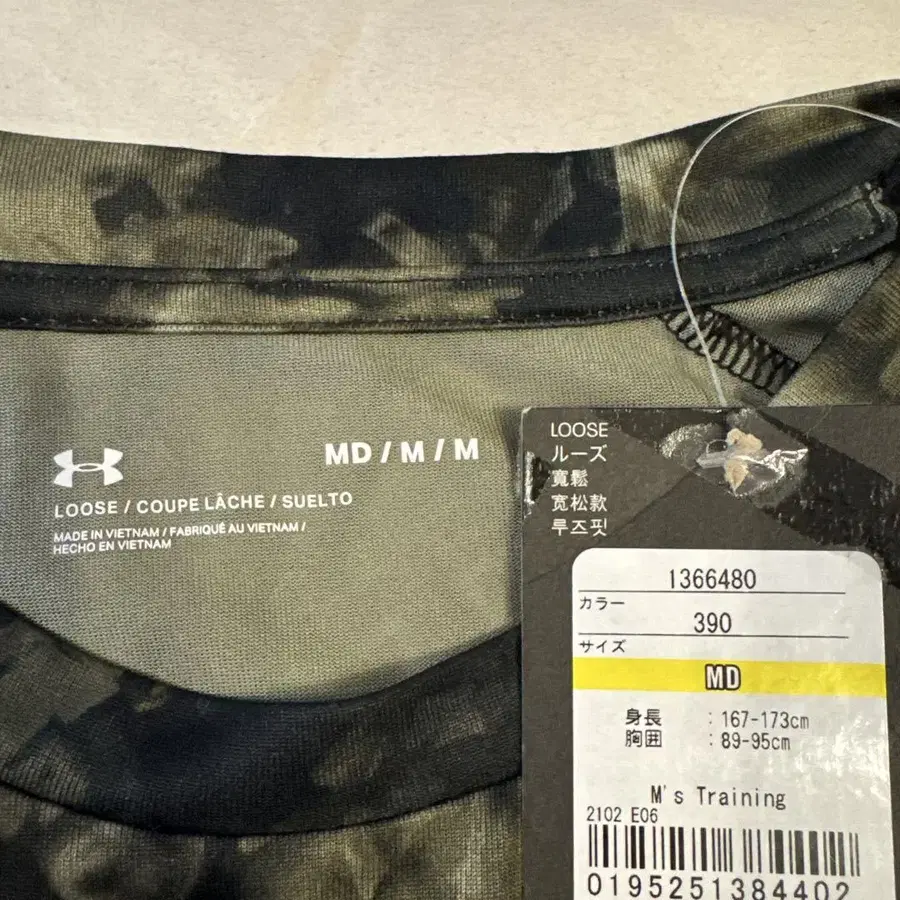 MD / M / M
LOOSE / COUPE LÂCHE / SUELTO
MADE IN VIETNAM / FABRIQUÉ AU VIETNAM /
HECHO EN VIETNAM
LOOSE
ルーズ
寬鬆
宽松款
루즈핏
1366480
カラー
390
サイズ
MD
身長 : 167-173cm
胸囲 : 89-95cm
M's Training
2102 E06
0195251384402